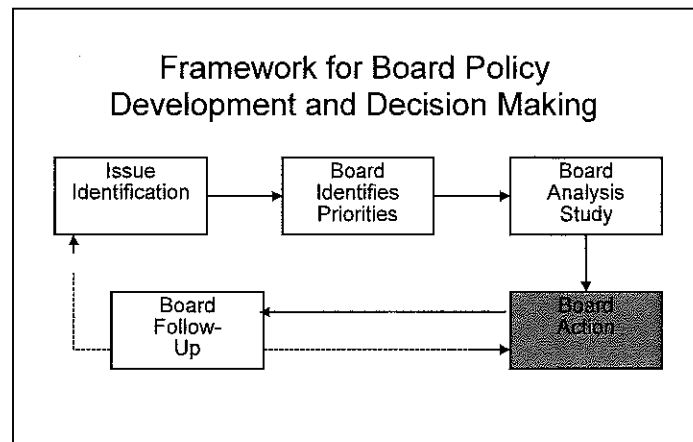 Framework for Board Policy
Development and Decision Making
Issue
Identification
Board
Identifies
Priorities
Board
Analysis
Study
Board
Follow-
Up
Board
Action